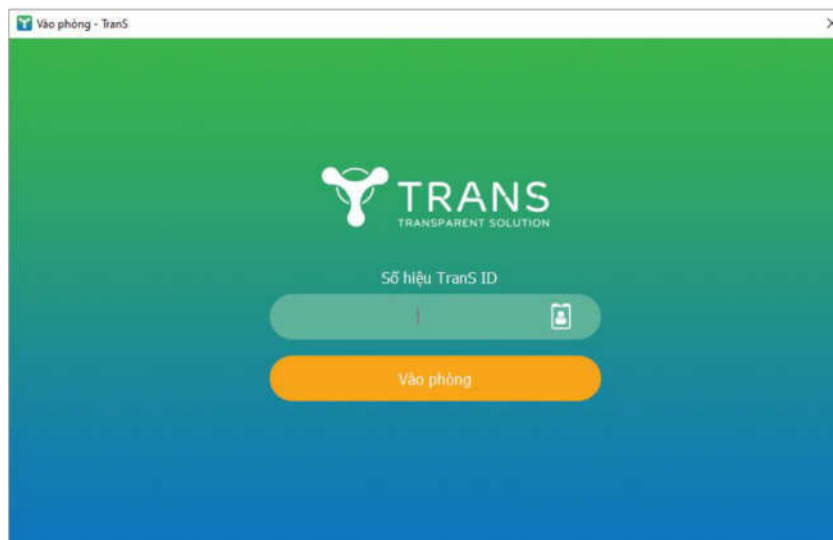 Vào phòng - TranS
TRANS
TRANSPARENT SOLUTION
Số hiệu TranS ID
Vào phòng